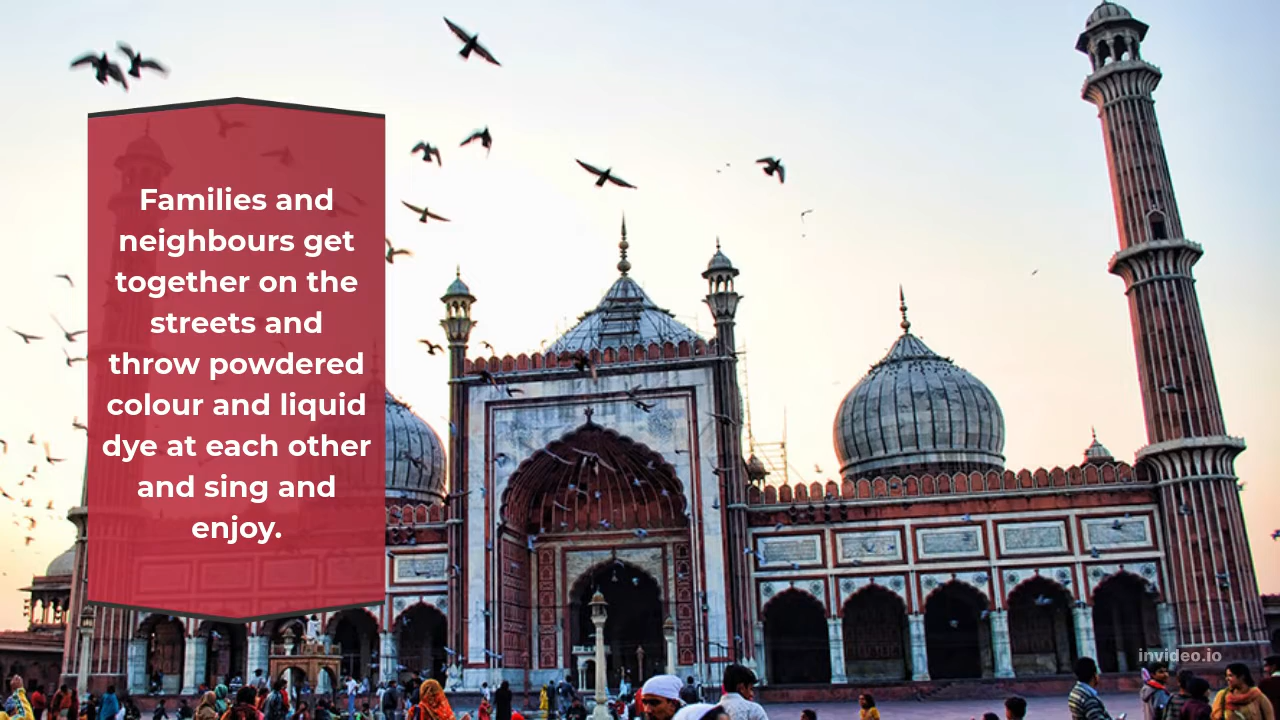 Families and
neighbours get
together on the
streets and
throw powdered
colour and liquid
dye at each other
and sing and
enjoy.
invideo.io